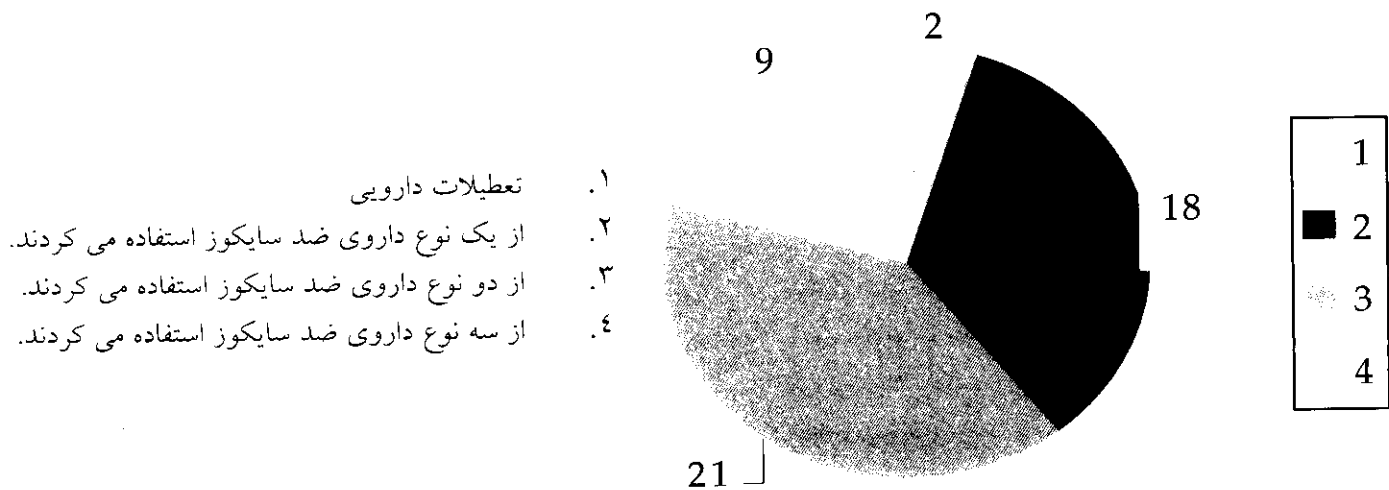 2
9
18
21
1
2
3
4
۱. تعطیلات دارویی
۲. از یک نوع داروی ضد سایکوز استفاده می کردند.
۳. از دو نوع داروی ضد سایکوز استفاده می کردند.
٤. از سه نوع داروی ضد سایکوز استفاده می کردند.